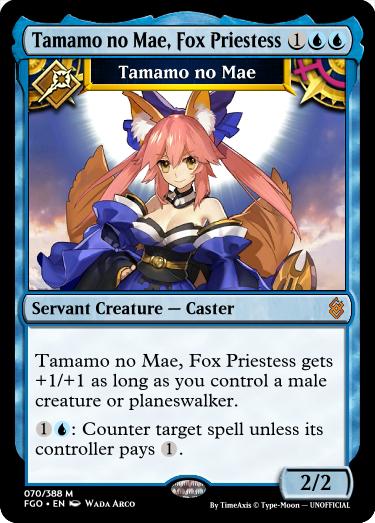 Tamamo no Mae, Fox Priestess 1
Tamamo no Mae
Servant Creature — Caster
Tamamo no Mae, Fox Priestess gets
+1/+1 as long as you control a male
creature or planeswalker.
1: Counter target spell unless its
controller pays 1.
2/2
070/388 M
FGO • EN Wada Arco
By TimeAxis © Type-Moon — UNOFFICIAL